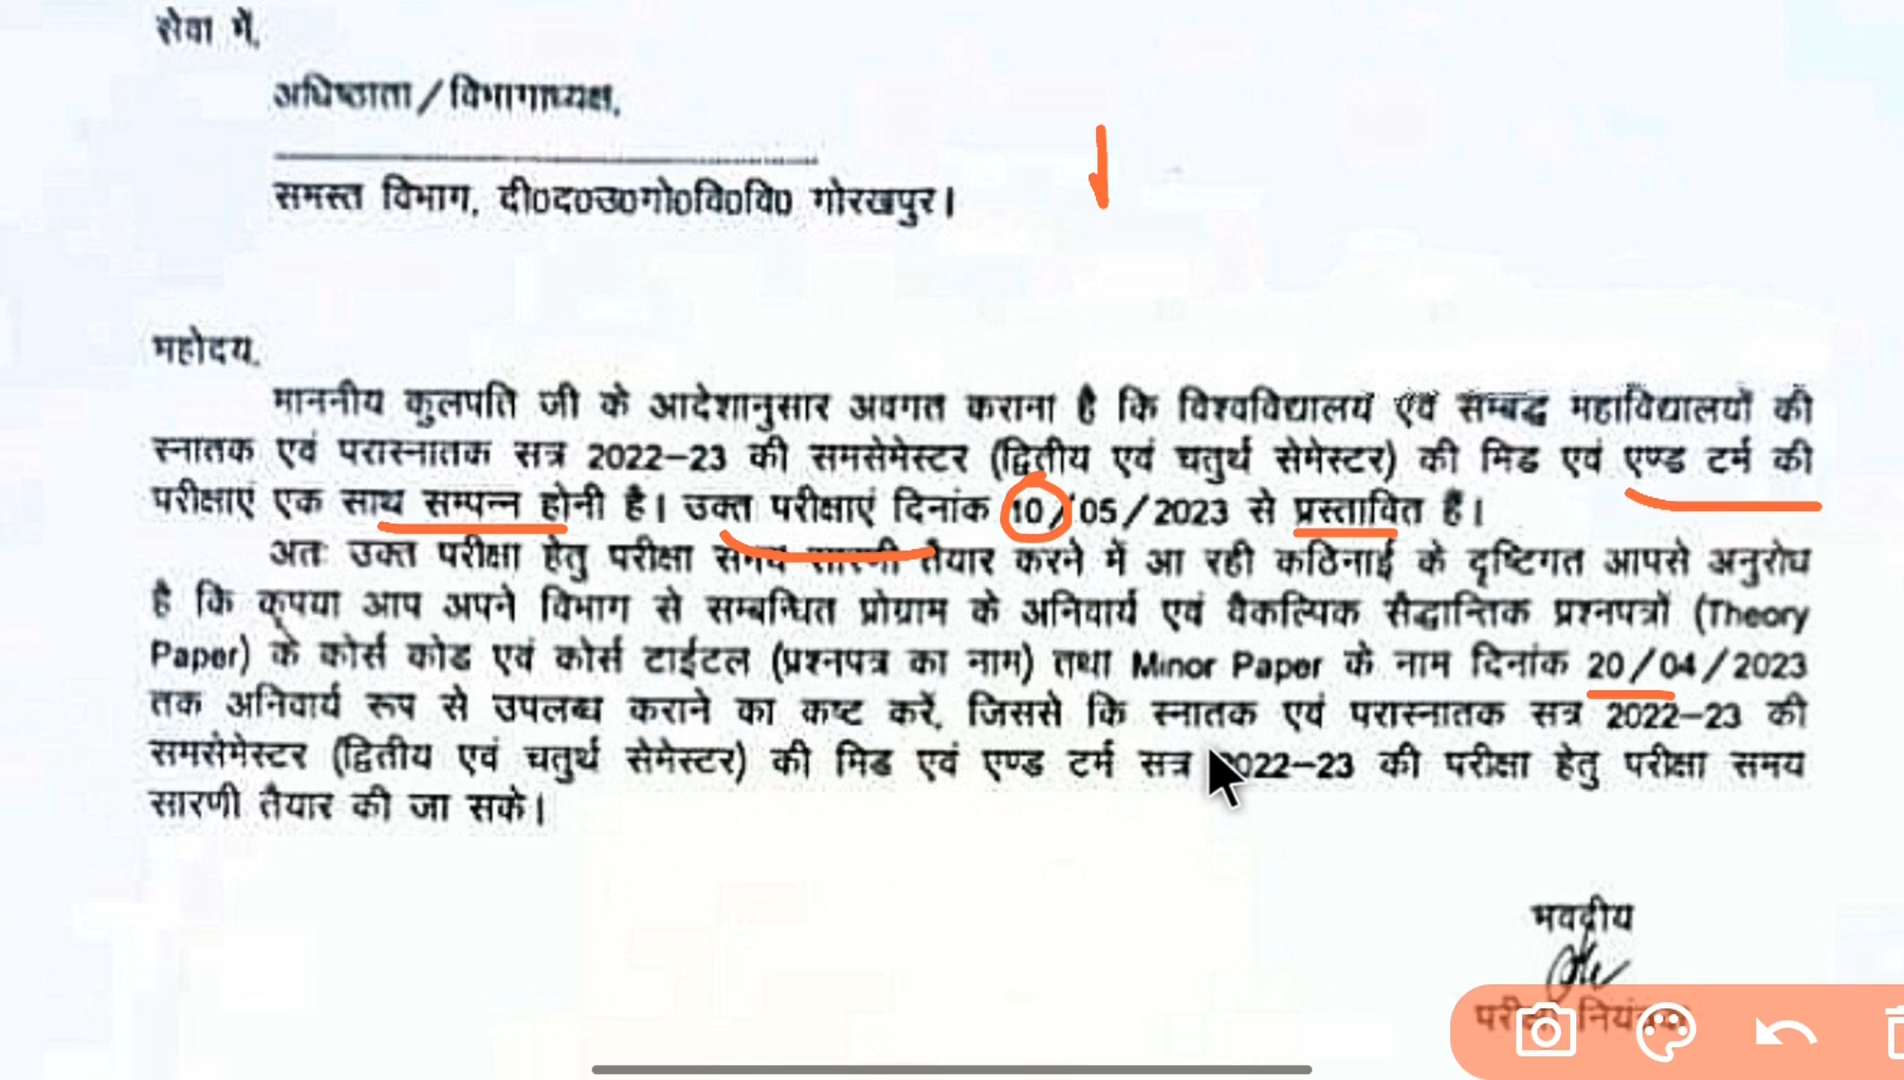 सेवा में,
अधिष्ठाता/विभागाध्यक्ष,
समस्त विभाग, दी0द0उ0गो0वि0वि0 गोरखपुर।
महोदय,
माननीय कुलपति जी के आदेशानुसार अवगत कराना है कि विश्वविद्यालय एवं सम्बद्ध महाविद्यालयों की
स्नातक एवं परास्नातक सत्र 2022–23 की समसेमेस्टर (द्वितीय एवं चतुर्थ सेमेस्टर) की मिड एवं एण्ड टर्म की
परीक्षाएं एक साथ सम्पन्न होनी है। उक्त परीक्षाएं दिनांक 10/05/2023 से प्रस्तावित हैं।
अतः उक्त परीक्षा हेतु परीक्षा समय सारणी तैयार करने में आ रही कठिनाई के दृष्टिगत आपसे अनुरोध
है कि कृपया आप अपने विभाग से सम्बन्धित प्रोग्राम के अनिवार्य एवं वैकल्पिक सैद्धान्तिक प्रश्नपत्रों (Theory
Paper) के कोर्स कोड एवं कोर्स टाईटल (प्रश्नपत्र का नाम) तथा Minor Paper के नाम दिनांक 20/04/2023
तक अनिवार्य रूप से उपलब्ध कराने का कष्ट करें, जिससे कि स्नातक एवं परास्नातक सत्र 2022–23 की
समसेमेस्टर (द्वितीय एवं चतुर्थ सेमेस्टर) की मिड एवं एण्ड टर्म सत्र 2022–23 की परीक्षा हेतु परीक्षा समय
सारणी तैयार की जा सके।
भवदीय
परीक्षा नियंत्रक